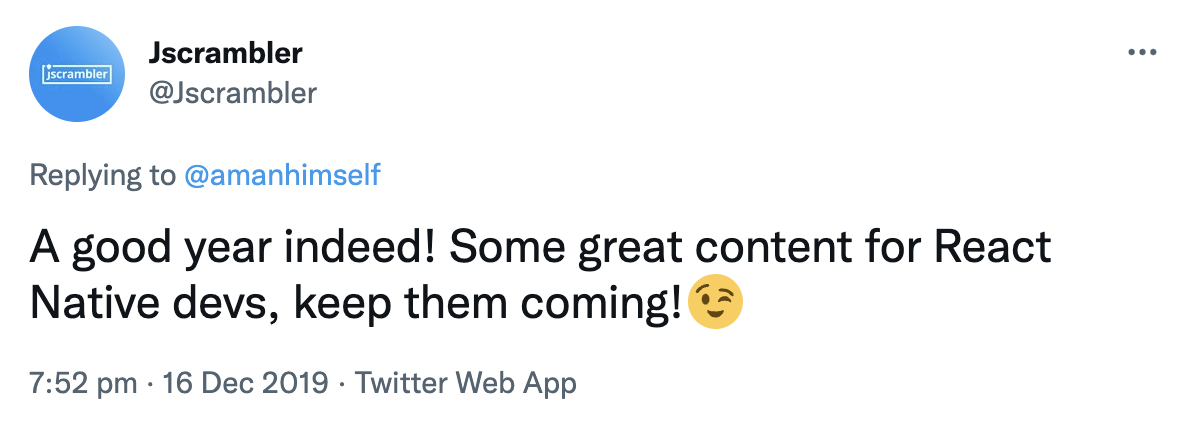 jscrambler
Jscrambler
@Jscrambler
Replying to @amanhimself
A good year indeed! Some great content for React
Native devs, keep them coming!😉
7:52 pm · 16 Dec 2019 · Twitter Web App